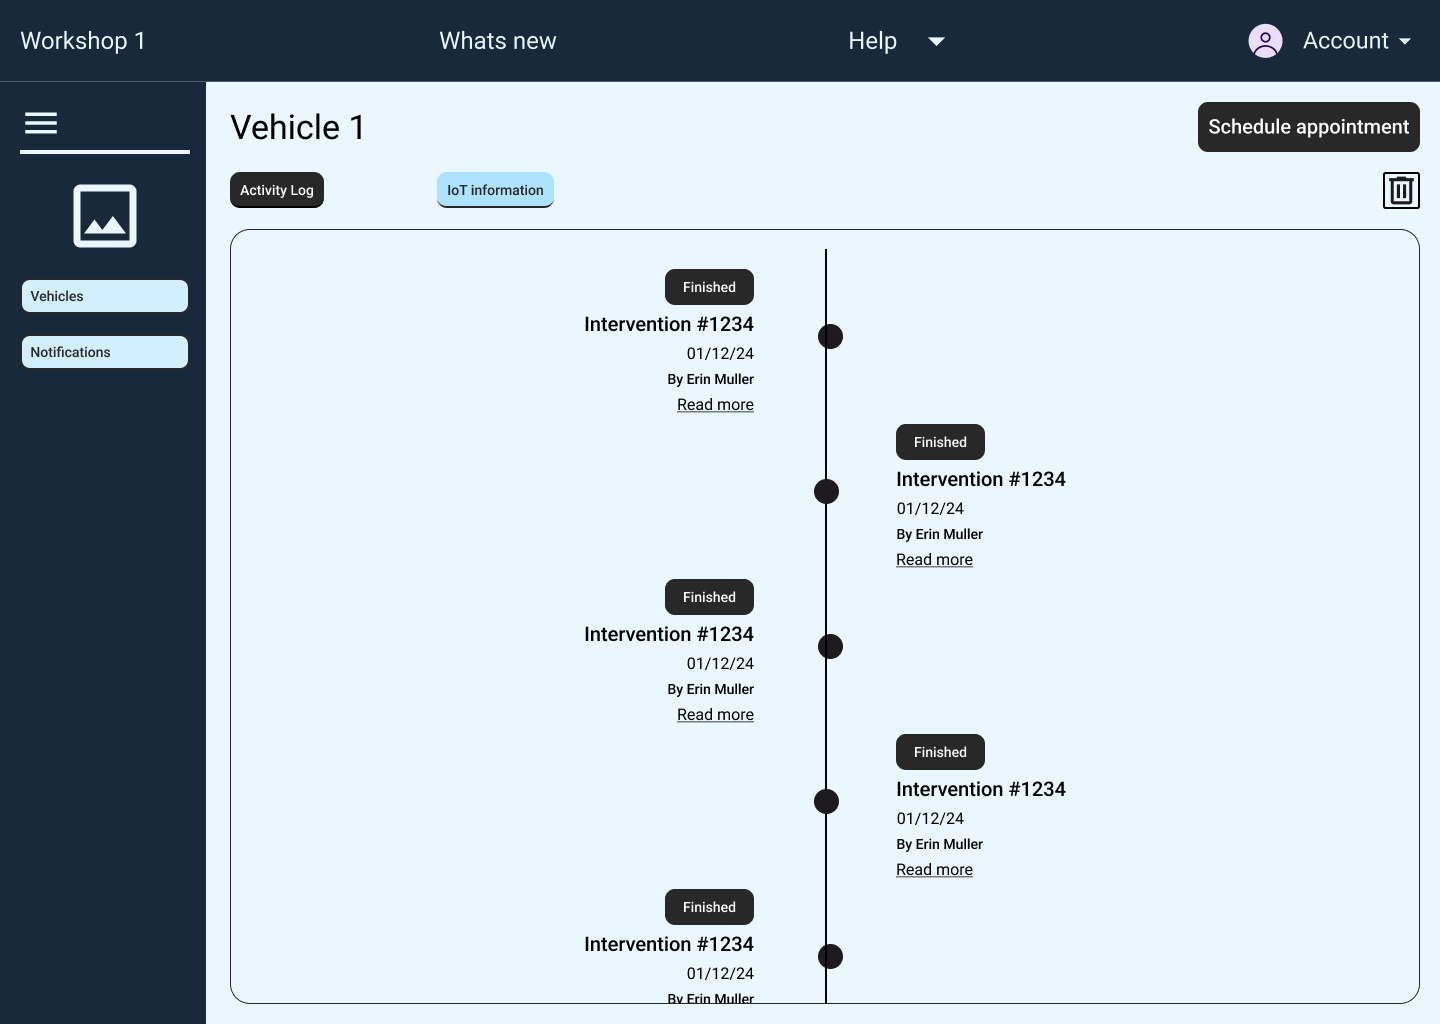 Workshop 1
Whats new
Help
Account
Vehicle 1
Schedule appointment
Activity Log
IoT information
Vehicles
Notifications
Finished
Intervention #1234
01/12/24
By Erin Muller
Read more
Finished
Intervention #1234
01/12/24
By Erin Muller
Read more
Finished
Intervention #1234
01/12/24
By Erin Muller
Read more
Finished
Intervention #1234
01/12/24
By Erin Muller
Read more
Finished
Intervention #1234
01/12/24
By Erin Muller